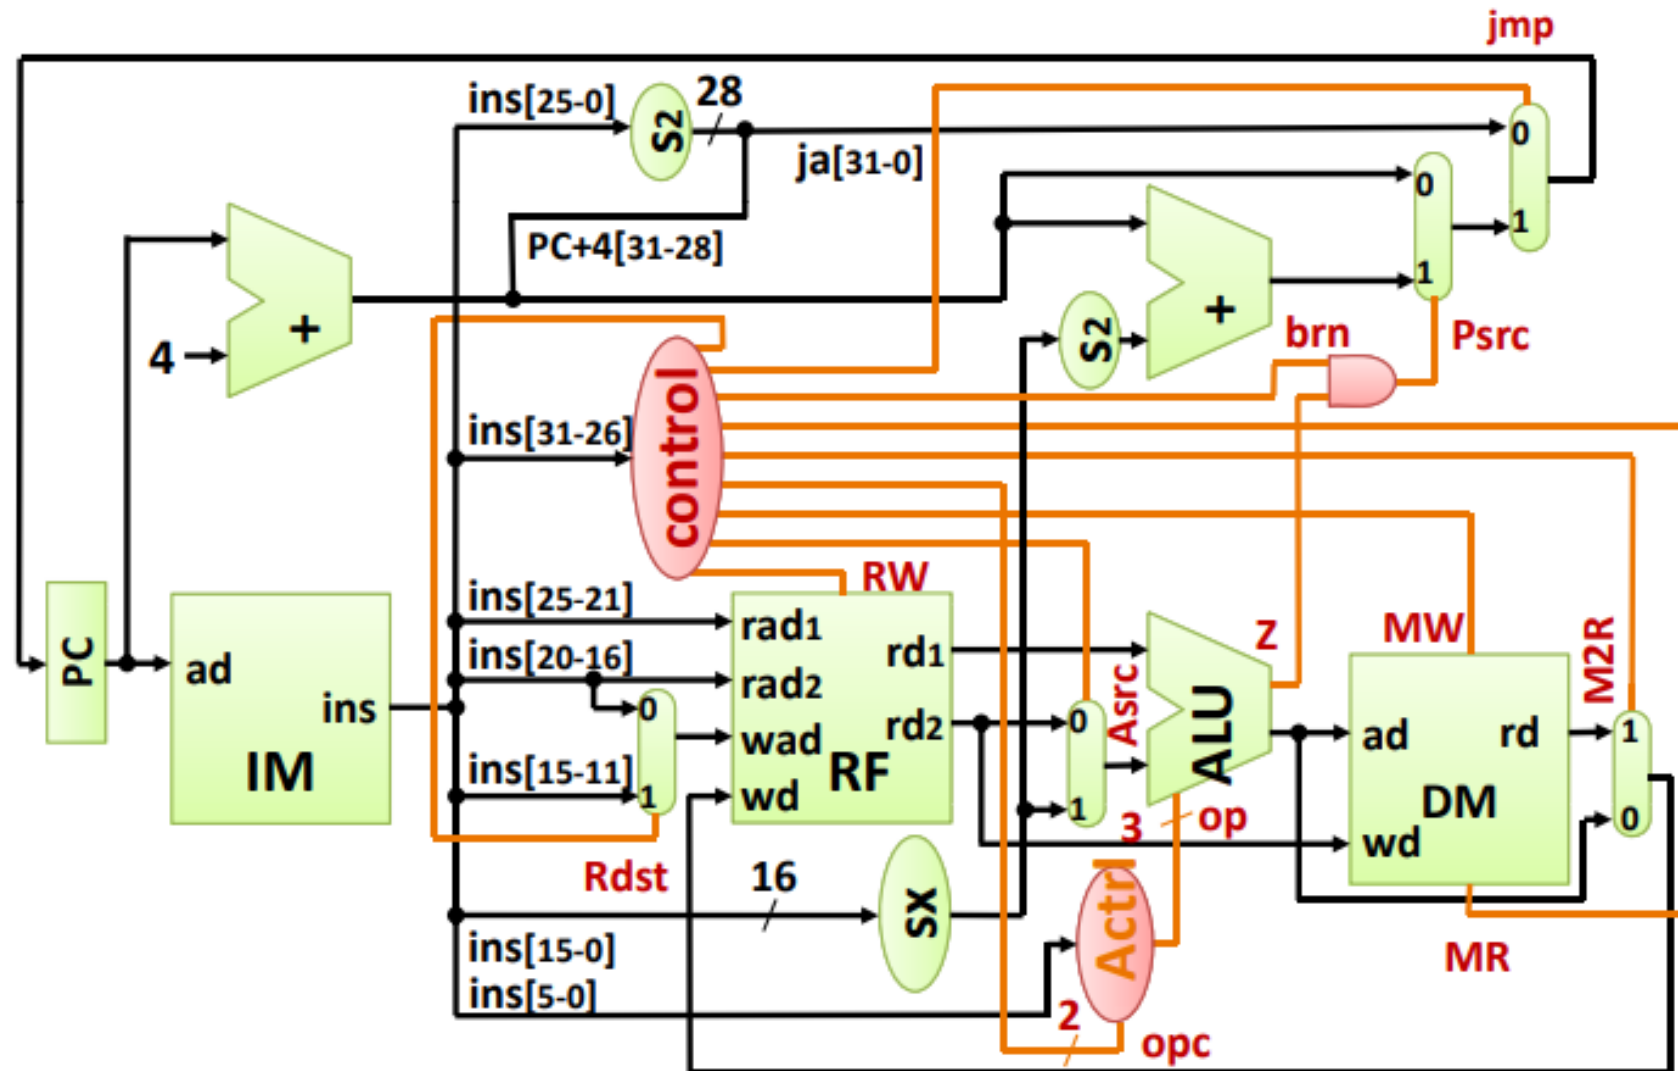 jmp
ins[25-0]
S2
28
0
ja[31-0]
0
1
PC+4[31-28]
+
4
1
S2
+
brn
Psrc
control
ins[31-26]
RW
ins[25-21]
rad1
rd1
Z
MW
M2R
PC
ad
ins[20-16]
rad2
0
rd2
0
Asrc
ALU
ad
rd
1
ins
wad
IM
RF
DM
ins[15-11]
1
wd
1
3
op
wd
0
Rdst
16
SX
Actrl
ins[15-0]
MR
ins[5-0]
2
opc